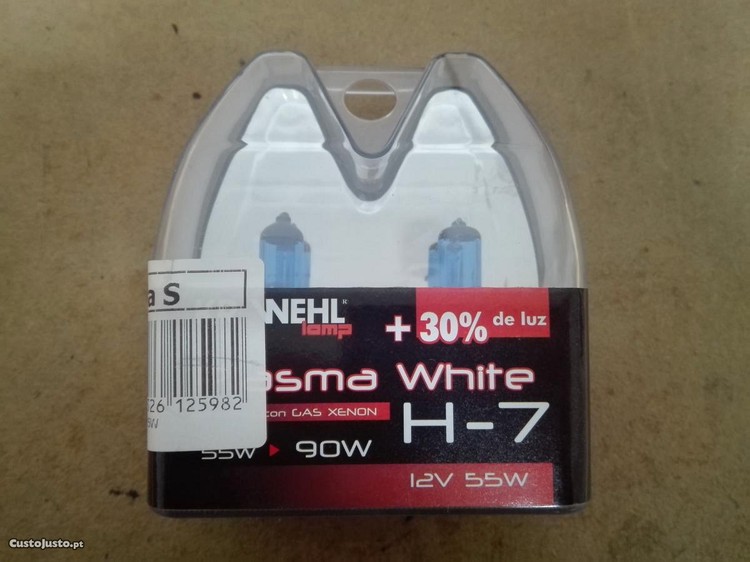 a S
NEHL®
lamp
+ 30% de luz
asma White
con GAS XENON
H-7
26 125982
55W ▸ 90W
12V 55W
CustoJusto.pt